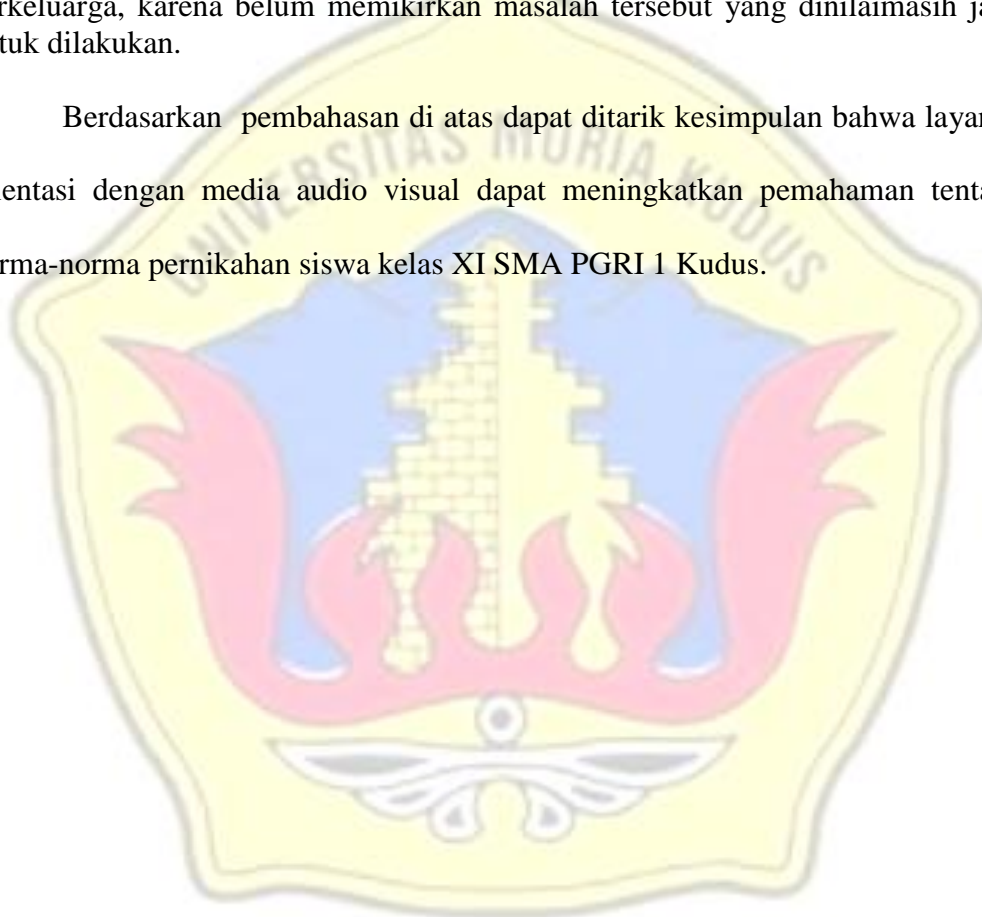 rkeluarga, karena belum memikirkan masalah tersebut yang dinilaimasih ja
tuk dilakukan.
Berdasarkan  pembahasan di atas dapat ditarik kesimpulan bahwa layan
entasi dengan media audio visual dapat meningkatkan pemahaman tenta
rma-norma pernikahan siswa kelas XI SMA PGRI 1 Kudus.
UNIVERSITAS MURIA KUDUS